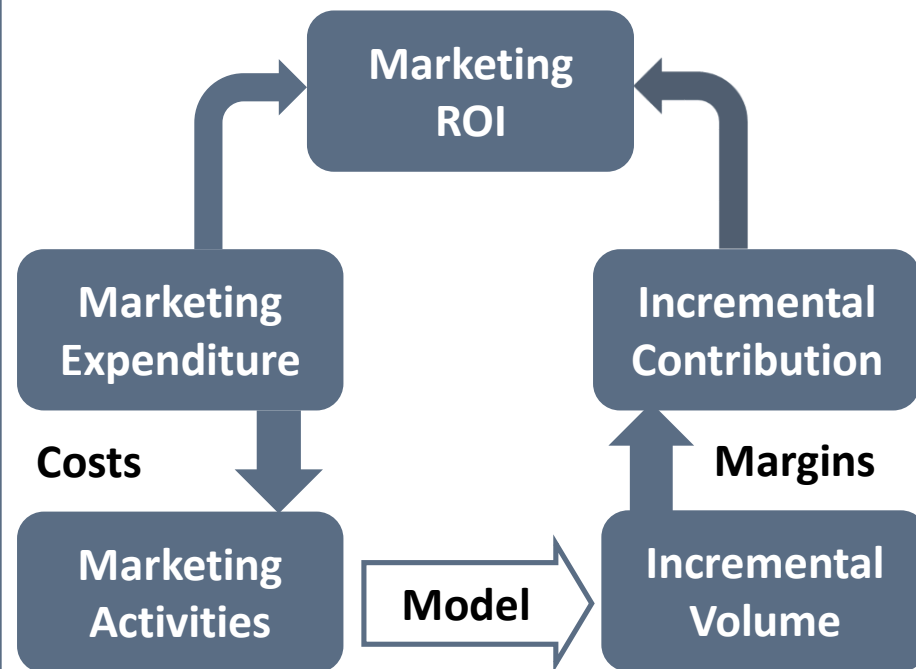 Marketing
ROI
Marketing
Expenditure
Incremental
Contribution
Costs
Margins
Marketing
Activities
Model
Incremental
Volume